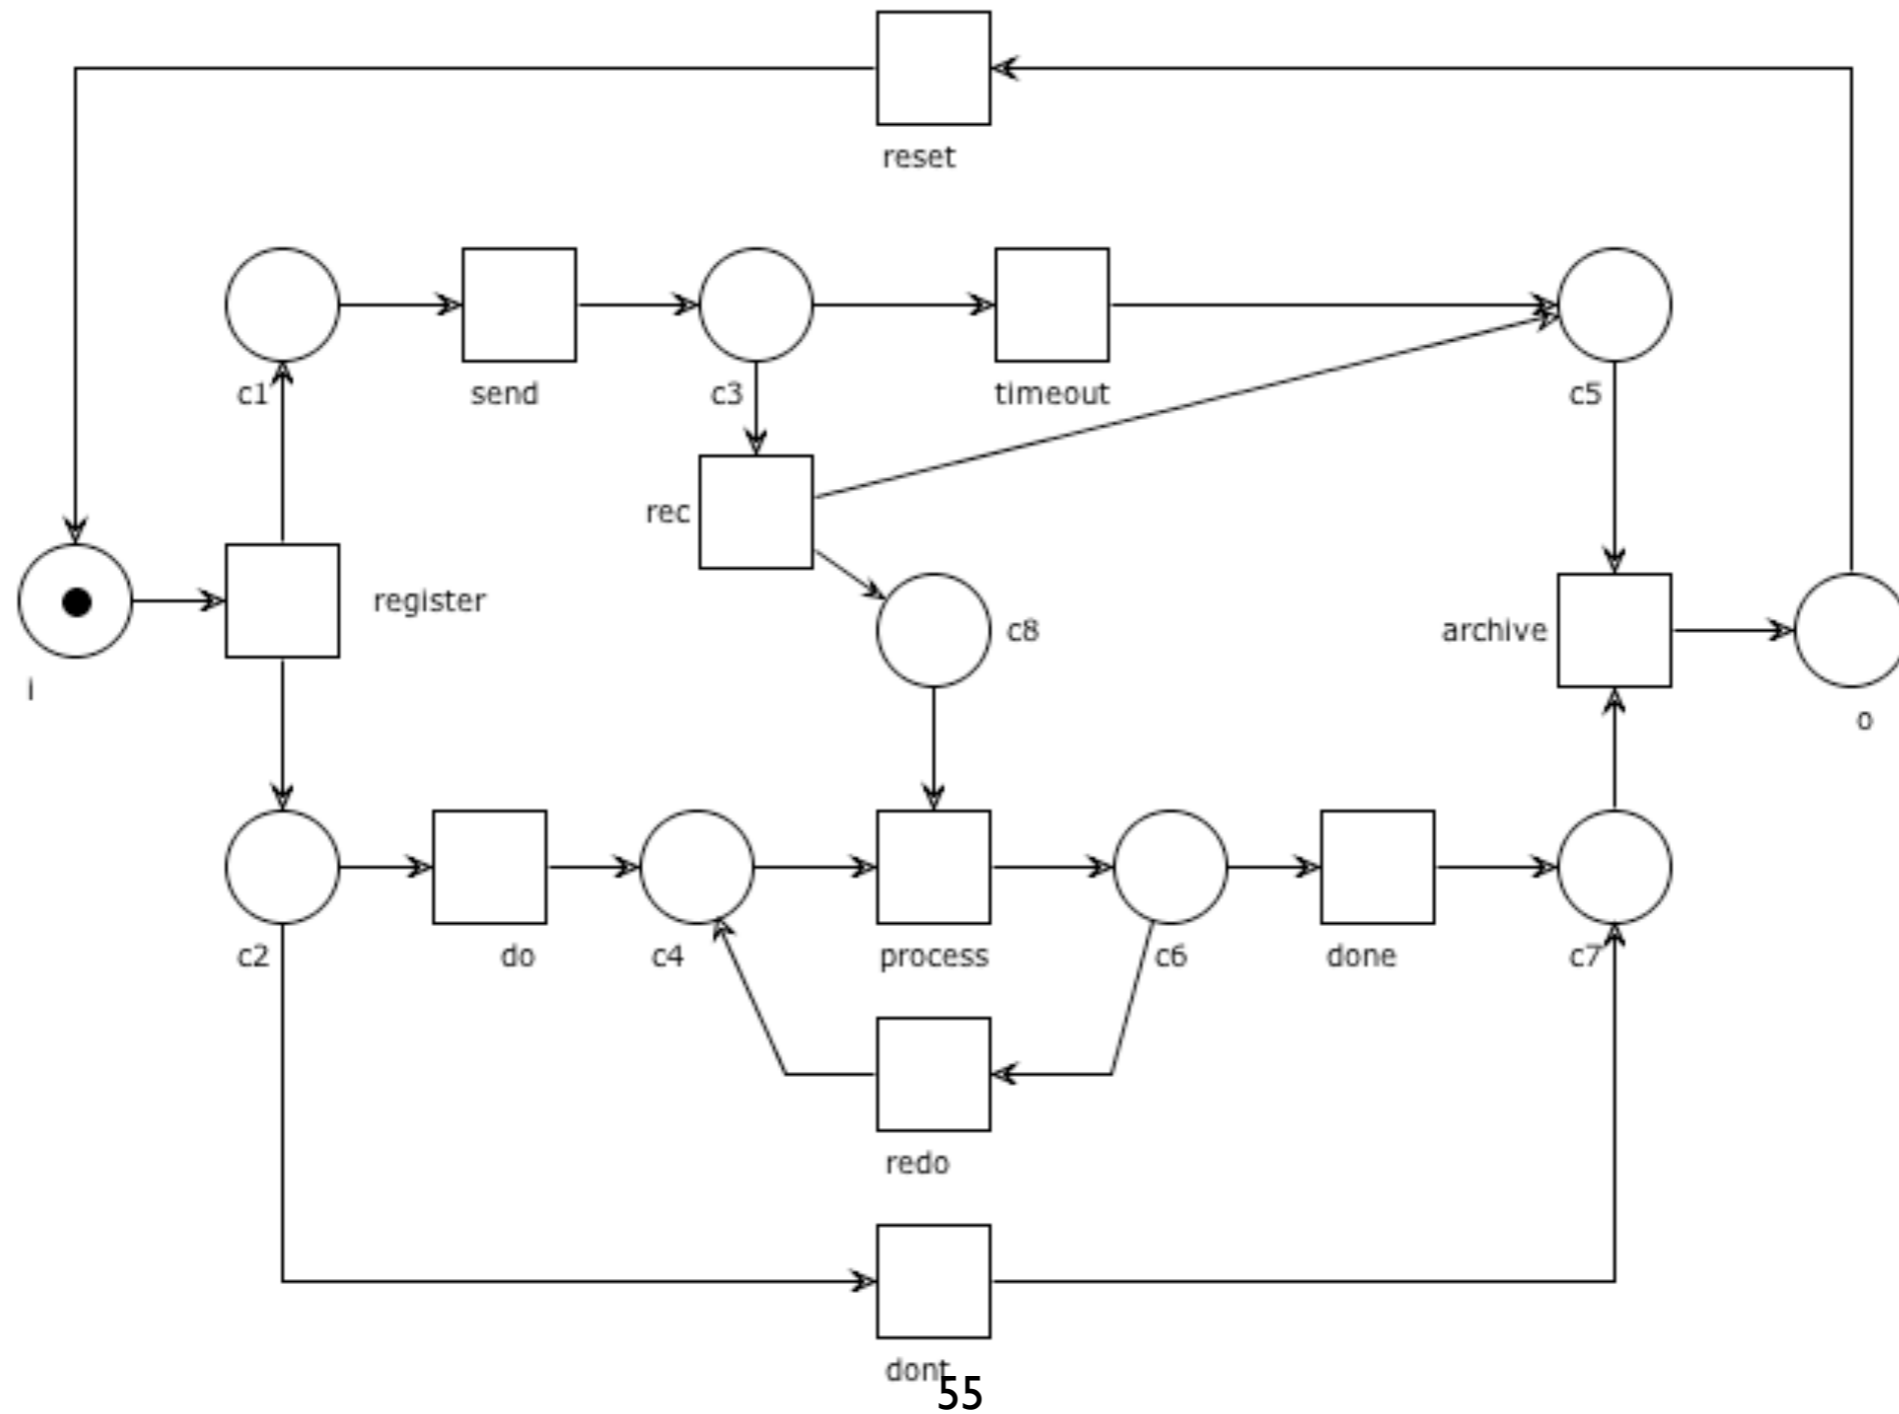 reset
c1
send
c3
timeout
c5
rec
i
register
c8
archive
o
c2
do
c4
process
c6
done
c7
redo
dont
55